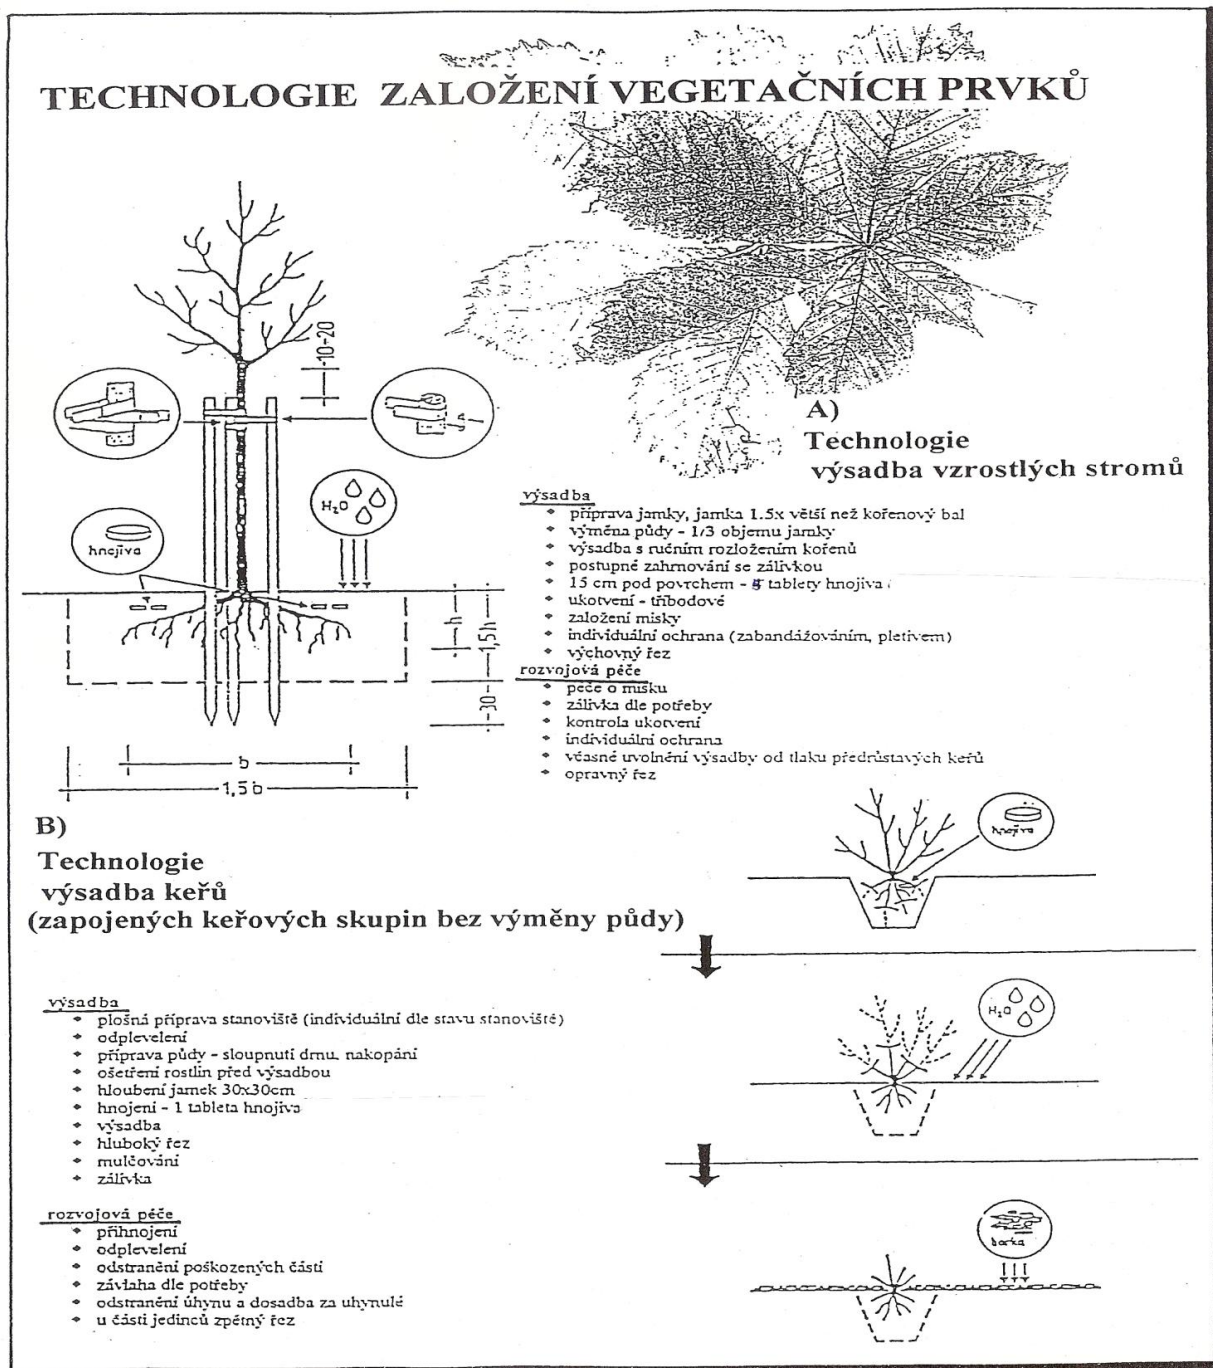 TECHNOLOGIE ZALOŽENÍ VEGETAČNÍCH PRVKŮ
10-20
hnojiva
H₂O
h
1,5h
30
b
1,5b
A)
Technologie
výsadba vzrostlých stromů
výsadba
příprava jamky, jamka 1.5x větší než kořenový bal
výměna půdy - 1/3 objemu jamky
výsadba s ručním rozložením kořenů
postupné zahrnování se zálivkou
15 cm pod povrchem - tablety hnojiva
ukotvení - tříbodové
založení misky
individuální ochrana (zabandážováním, pletivem)
výchovný řez
rozvojová péče
péče o misku
zálivka dle potřeby
kontrola ukotvení
individuální ochrana
včasné uvolnění výsadby od tlaku předrůstavých keřů
opravný řez
B)
Technologie
výsadba keřů
(zapojených keřových skupin bez výměny půdy)
výsadba
plošná příprava stanoviště (individuální dle stavu stanoviště)
odplevelení
příprava půdy - sloupnutí drnu, nakopání
ošetření rostlin před výsadbou
hloubení jamek 30x30cm
hnojení - 1 tableta hnojiva
výsadba
hluboký řez
mulčování
zálivka
rozvojová péče
přihnojení
odplevelení
odstranění poškozených částí
závlaha dle potřeby
odstranění úhynu a dosadba za uhynulé
u části jedinců zpětný řez
hnojiva
H₂O
borka